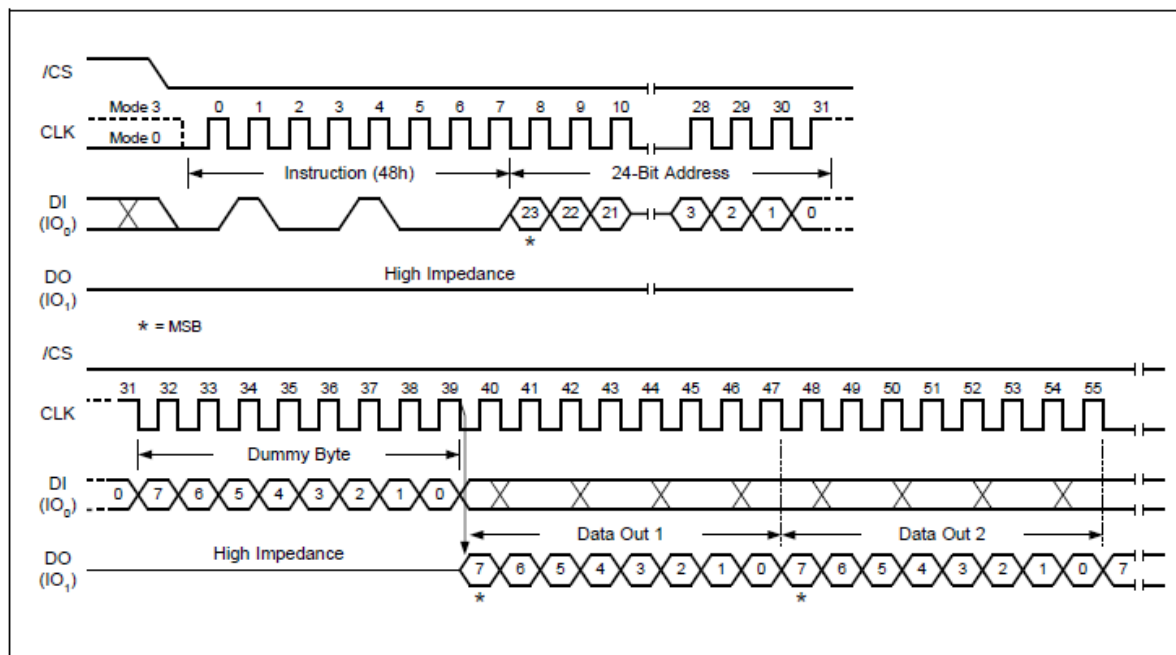 /CS
Mode 3 0 1 2 3 4 5 6 7 8 9 10 28 29 30 31
CLK Mode 0
Instruction (48h) 24-Bit Address
DI (IO0) 23 22 21 3 2 1 0
*
High Impedance
DO (IO1)
* = MSB
/CS
31 32 33 34 35 36 37 38 39 40 41 42 43 44 45 46 47 48 49 50 51 52 53 54 55
CLK
Dummy Byte
DI (IO0) 0 7 6 5 4 3 2 1 0
Data Out 1 Data Out 2
High Impedance
DO (IO1) 7 6 5 4 3 2 1 0 7 6 5 4 3 2 1 0 7
* *